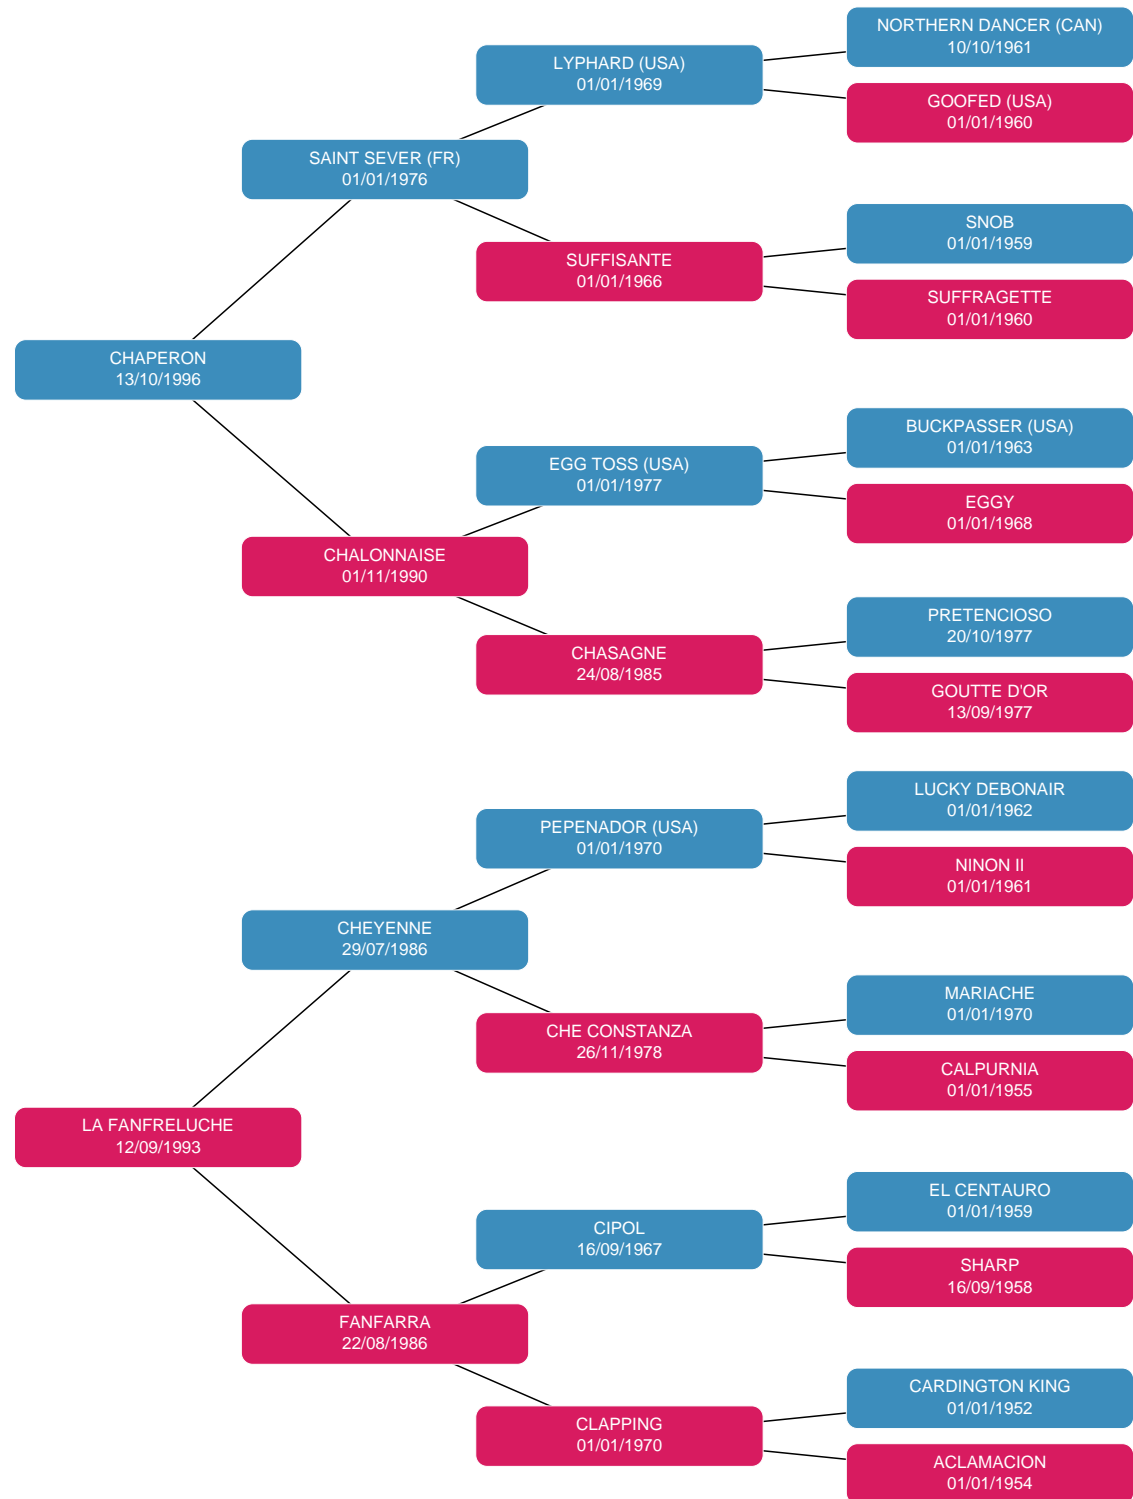 NORTHERN DANCER (CAN)
10/10/1961
LYPHARD (USA)
01/01/1969
GOOFED (USA)
01/01/1960
SAINT SEVER (FR)
01/01/1976
SNOB
01/01/1959
SUFFISANTE
01/01/1966
SUFFRAGETTE
01/01/1960
CHAPERON
13/10/1996
BUCKPASSER (USA)
01/01/1963
EGG TOSS (USA)
01/01/1977
EGGY
01/01/1968
CHALONNAISE
01/11/1990
PRETENCIOSO
20/10/1977
CHASAGNE
24/08/1985
GOUTTE D'OR
13/09/1977
LUCKY DEBONAIR
01/01/1962
PEPENADOR (USA)
01/01/1970
NINON II
01/01/1961
CHEYENNE
29/07/1986
MARIACHE
01/01/1970
CHE CONSTANZA
26/11/1978
CALPURNIA
01/01/1955
LA FANFRELUCHE
12/09/1993
EL CENTAURO
01/01/1959
CIPOL
16/09/1967
SHARP
16/09/1958
FANFARRA
22/08/1986
CARDINGTON KING
01/01/1952
CLAPPING
01/01/1970
ACLAMACION
01/01/1954